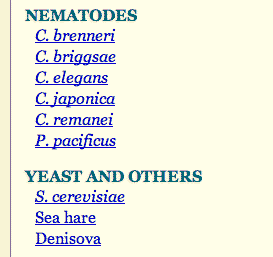 NEMATODES
C. brenneri
C. briggsae
C. elegans
C. japonica
C. remanei
P. pacificus
YEAST AND OTHERS
S. cerevisiae
Sea hare
Denisova